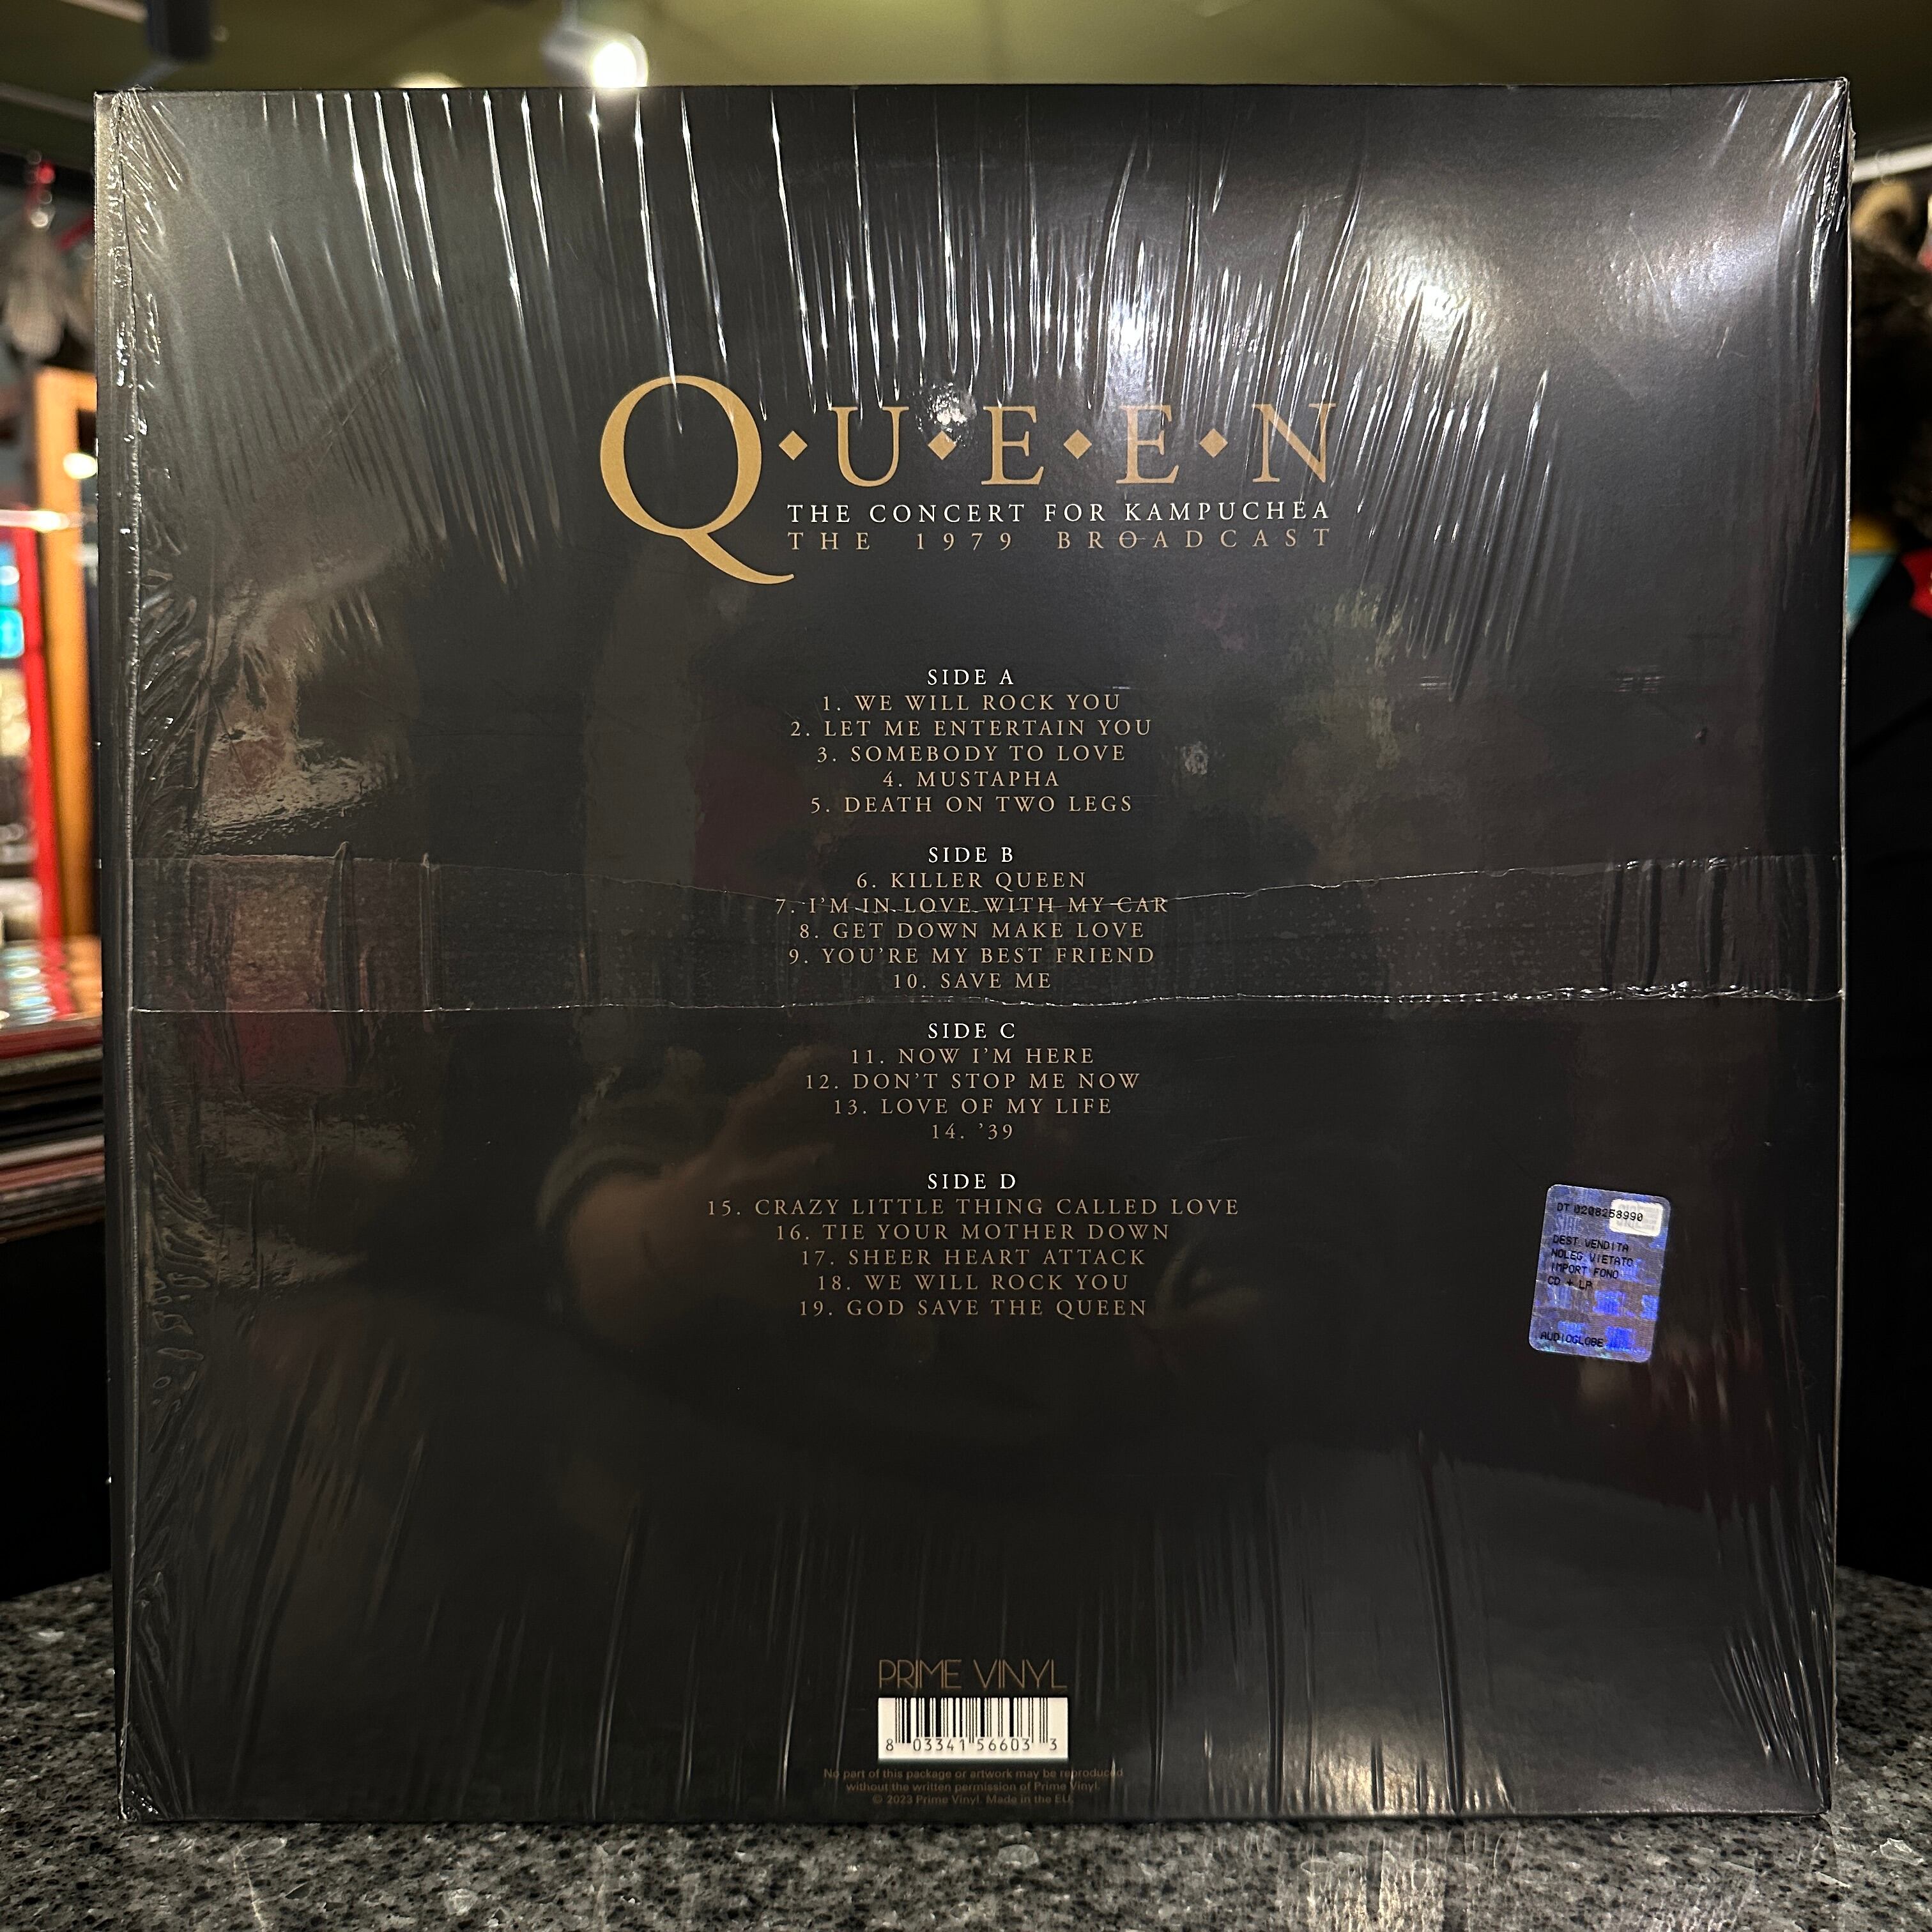 Q·U·E·E·N
THE CONCERT FOR KAMPUCHEA
THE 1979 BROADCAST
SIDE A
1. WE WILL ROCK YOU
2. LET ME ENTERTAIN YOU
3. SOMEBODY TO LOVE
4. MUSTAPHA
5. DEATH ON TWO LEGS
SIDE B
6. KILLER QUEEN
7. I'M IN LOVE WITH MY CAR
8. GET DOWN MAKE LOVE
9. YOU'RE MY BEST FRIEND
10. SAVE ME
SIDE C
11. NOW I'M HERE
12. DON'T STOP ME NOW
13. LOVE OF MY LIFE
14. '39
SIDE D
15. CRAZY LITTLE THING CALLED LOVE
16. TIE YOUR MOTHER DOWN
17. SHEER HEART ATTACK
18. WE WILL ROCK YOU
19. GOD SAVE THE QUEEN
DT 0208258990
DEST. VENDITA
NOLEG. VIETATO
IMPORT FONO
CD + LP
AUDIOGLOBE
PRIME VINYL
8 03341 56603 3
No part of this package or artwork may be reproduced
without the written permission of Prime Vinyl.
© 2023 Prime Vinyl. Made in the EU.